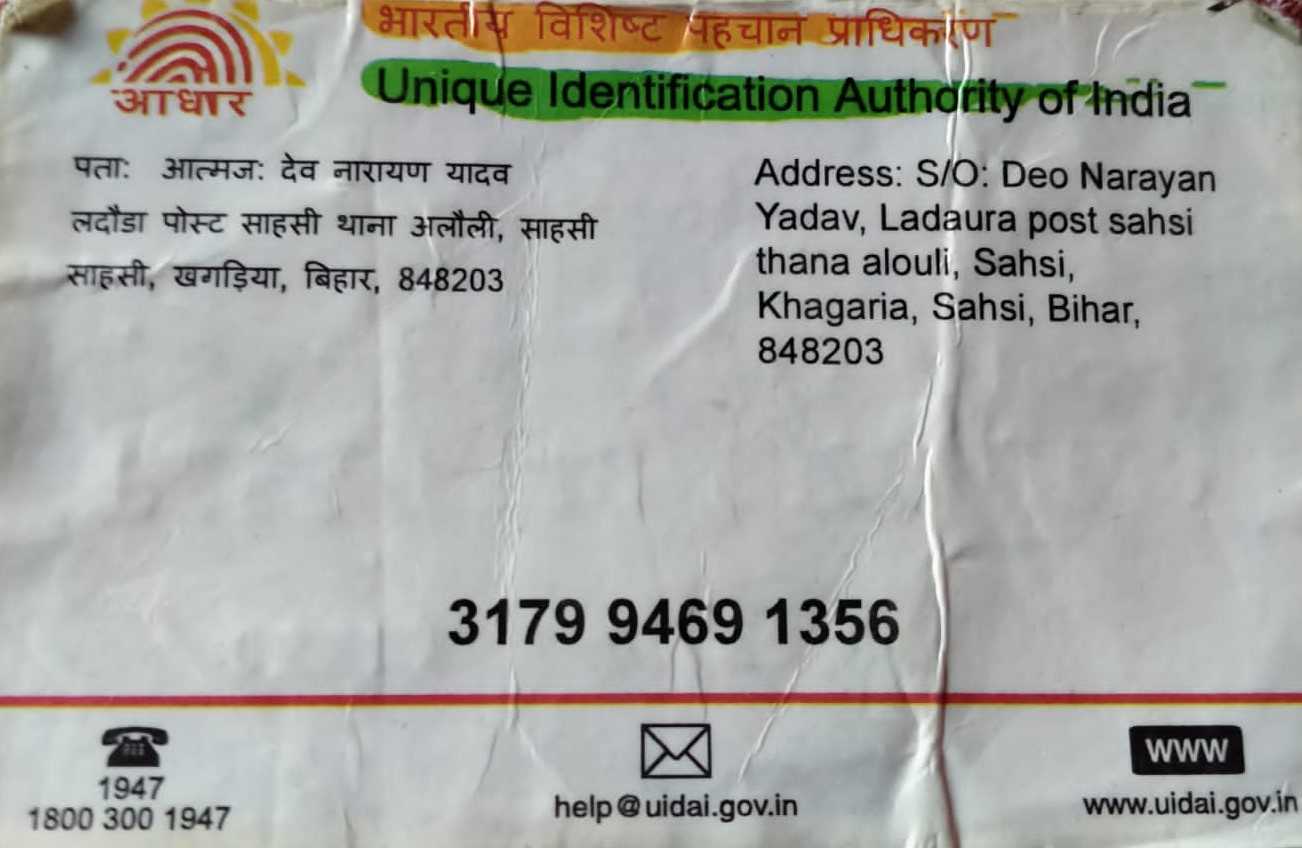 भारतीय विशिष्ट पहचान प्राधिकरण
आधार
Unique Identification Authority of India
पता: आत्मज: देव नारायण यादव
लदौडा पोस्ट साहसी थाना अलौली, साहसी
साहसी, खगड़िया, बिहार, 848203
Address: S/O: Deo Narayan
Yadav, Ladaura post sahsi
thana alouli, Sahsi,
Khagaria, Sahsi, Bihar,
848203
3179 9469 1356
1947
1800 300 1947
help@uidai.gov.in
www
www.uidai.gov.in